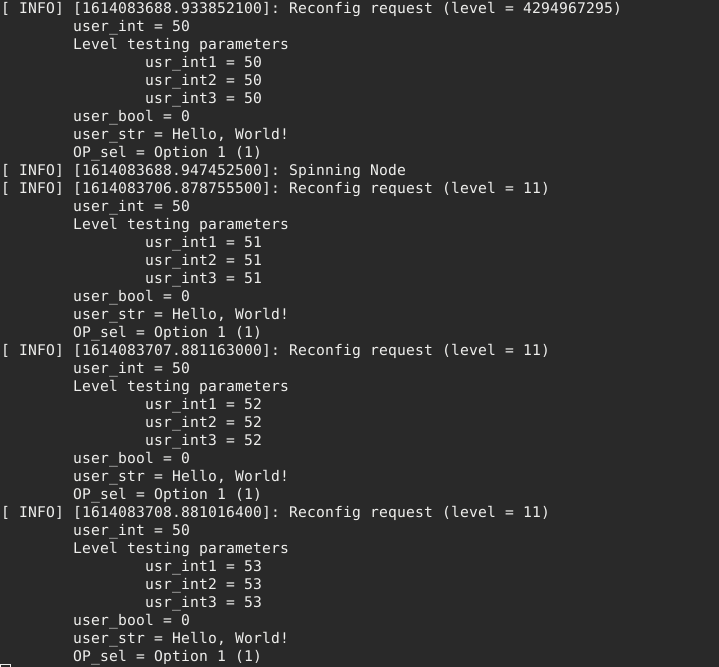 [ INFO] [1614083688.933852100]: Reconfig request (level = 4294967295)
        user_int = 50
        Level testing parameters
                usr_int1 = 50
                usr_int2 = 50
                usr_int3 = 50
        user_bool = 0
        user_str = Hello, World!
        OP_sel = Option 1 (1)
[ INFO] [1614083688.947452500]: Spinning Node
[ INFO] [1614083706.878755500]: Reconfig request (level = 11)
        user_int = 50
        Level testing parameters
                usr_int1 = 51
                usr_int2 = 51
                usr_int3 = 51
        user_bool = 0
        user_str = Hello, World!
        OP_sel = Option 1 (1)
[ INFO] [1614083707.881163000]: Reconfig request (level = 11)
        user_int = 50
        Level testing parameters
                usr_int1 = 52
                usr_int2 = 52
                usr_int3 = 52
        user_bool = 0
        user_str = Hello, World!
        OP_sel = Option 1 (1)
[ INFO] [1614083708.881016400]: Reconfig request (level = 11)
        user_int = 50
        Level testing parameters
                usr_int1 = 53
                usr_int2 = 53
                usr_int3 = 53
        user_bool = 0
        user_str = Hello, World!
        OP_sel = Option 1 (1)